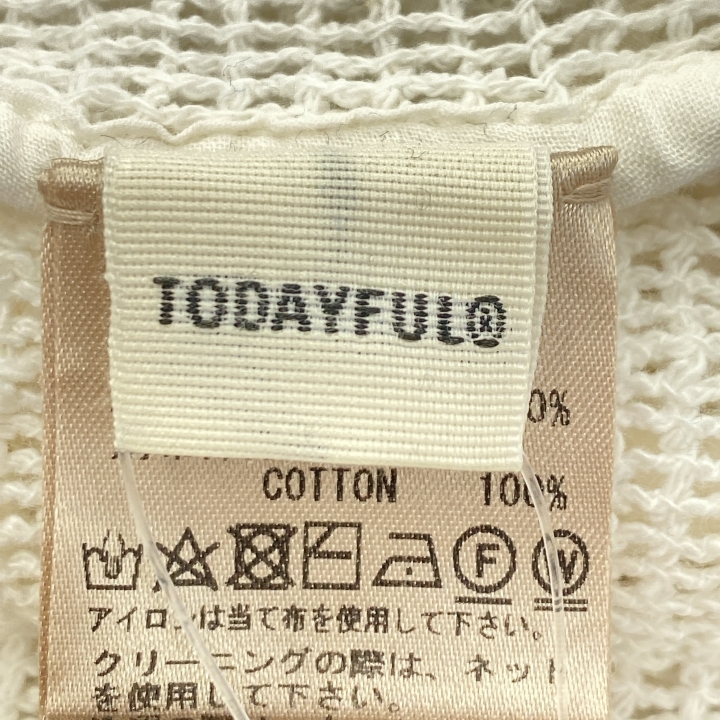 TODAYFUL®
0%
COTTON 100%
F W
アイロンは当て布を使用して下さい。
クリーニングの際は、ネット
を使用して下さい。